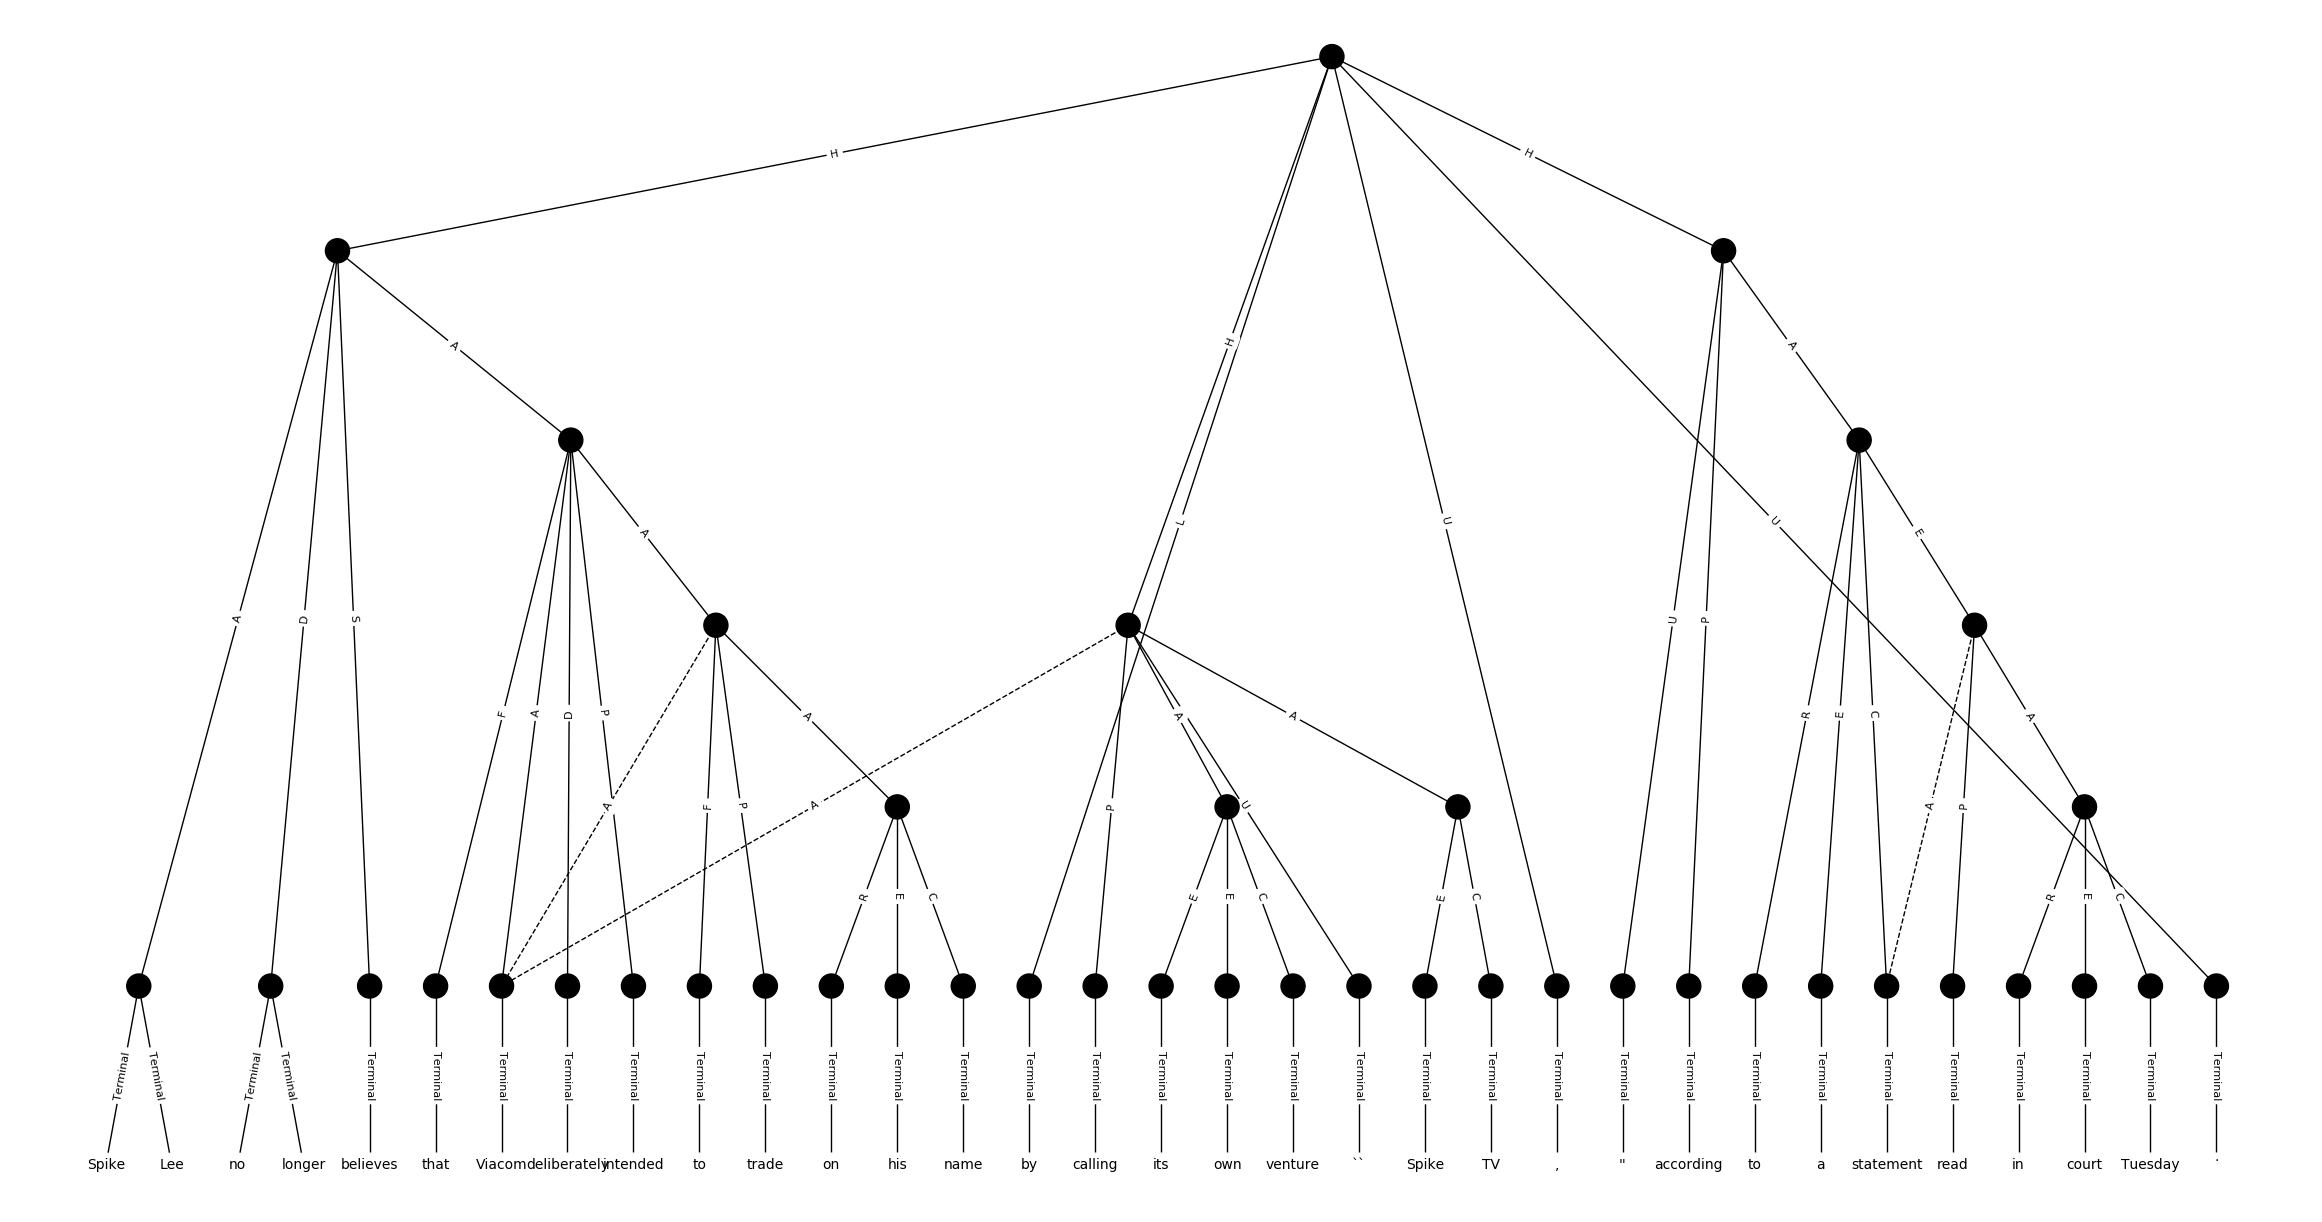 H H
A H A
A L U U E
A D S U P
F A D P A A A R E C A
A A F P P U A P
R E C E E C E C R E C
Terminal Terminal Terminal Terminal Terminal Terminal Terminal Terminal Terminal Terminal Terminal Terminal Terminal Terminal Terminal Terminal Terminal Terminal Terminal Terminal Terminal Terminal Terminal Terminal Terminal Terminal Terminal Terminal Terminal Terminal Terminal Terminal Terminal
Spike Lee no longer believes that Viacom deliberately intended to trade on his name by calling its own venture `` Spike TV , " according to a statement read in court Tuesday .